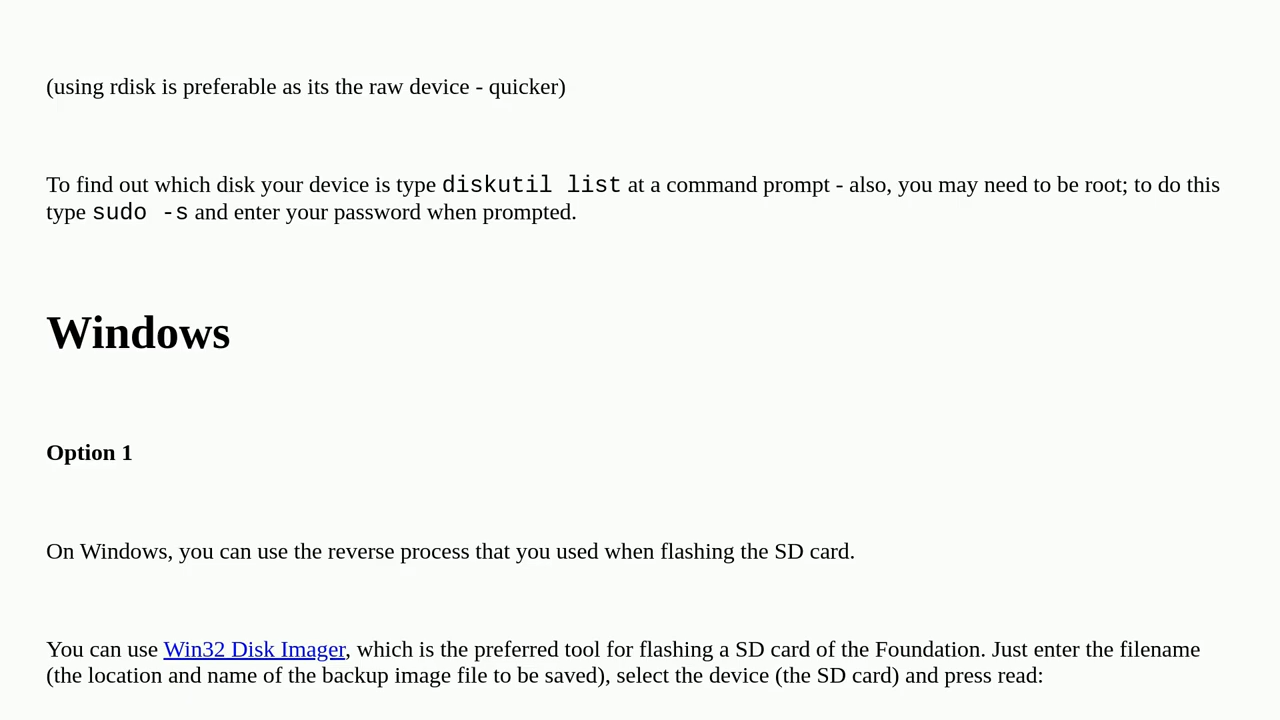 (using rdisk is preferable as its the raw device - quicker)
To find out which disk your device is type diskutil list at a command prompt - also, you may need to be root; to do this
type sudo -s and enter your password when prompted.
Windows
Option 1
On Windows, you can use the reverse process that you used when flashing the SD card.
You can use Win32 Disk Imager, which is the preferred tool for flashing a SD card of the Foundation. Just enter the filename
(the location and name of the backup image file to be saved), select the device (the SD card) and press read: